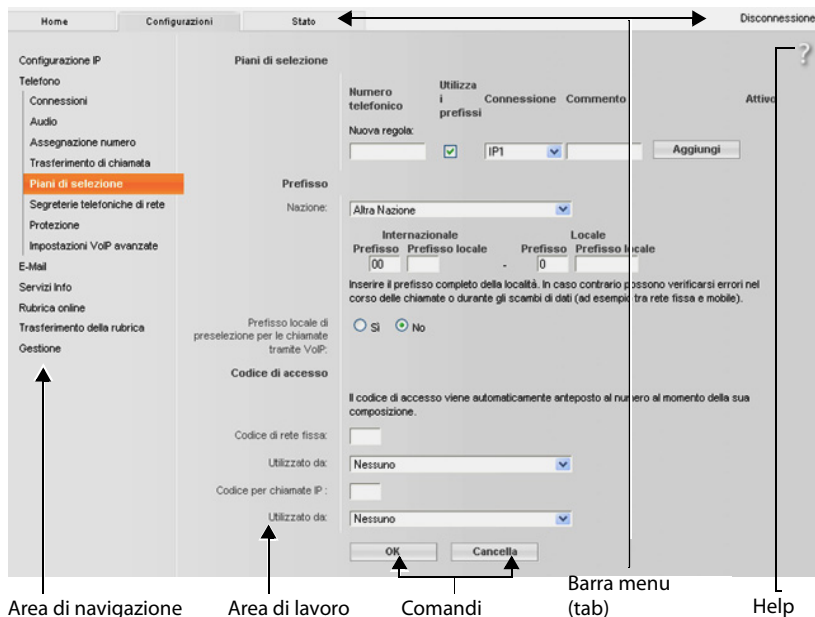 Home Configurazioni Stato Disconnessione
Configurazione IP
Telefono
Connessioni
Audio
Assegnazione numero
Trasferimento di chiamata
Piani di selezione
Segreterie telefoniche di rete
Protezione
Impostazioni VoIP avanzate
E-Mail
Servizi Info
Rubrica online
Trasferimento della rubrica
Gestione
Piani di selezione
?
Numero telefonico
Utilizza i prefissi
Connessione Commento Attivo
Nuova regola:
IP1 Aggiungi
Prefisso
Nazione: Altra Nazione
Internazionale Locale
Prefisso Prefisso locale Prefisso Prefisso locale
00 - 0
Inserire il prefisso completo della località. In caso contrario possono verificarsi errori nel
corso delle chiamate o durante gli scambi di dati (ad esempio tra rete fissa e mobile).
Prefisso locale di
preselezione per le chiamate
tramite VoIP:
Sì No
Codice di accesso
Il codice di accesso viene automaticamente anteposto al numero al momento della sua
composizione.
Codice di rete fissa:
Utilizzato da: Nessuno
Codice per chiamate IP :
Utilizzato da: Nessuno
OK Cancella
Area di navigazione Area di lavoro Comandi
Barra menu
(tab)
Help